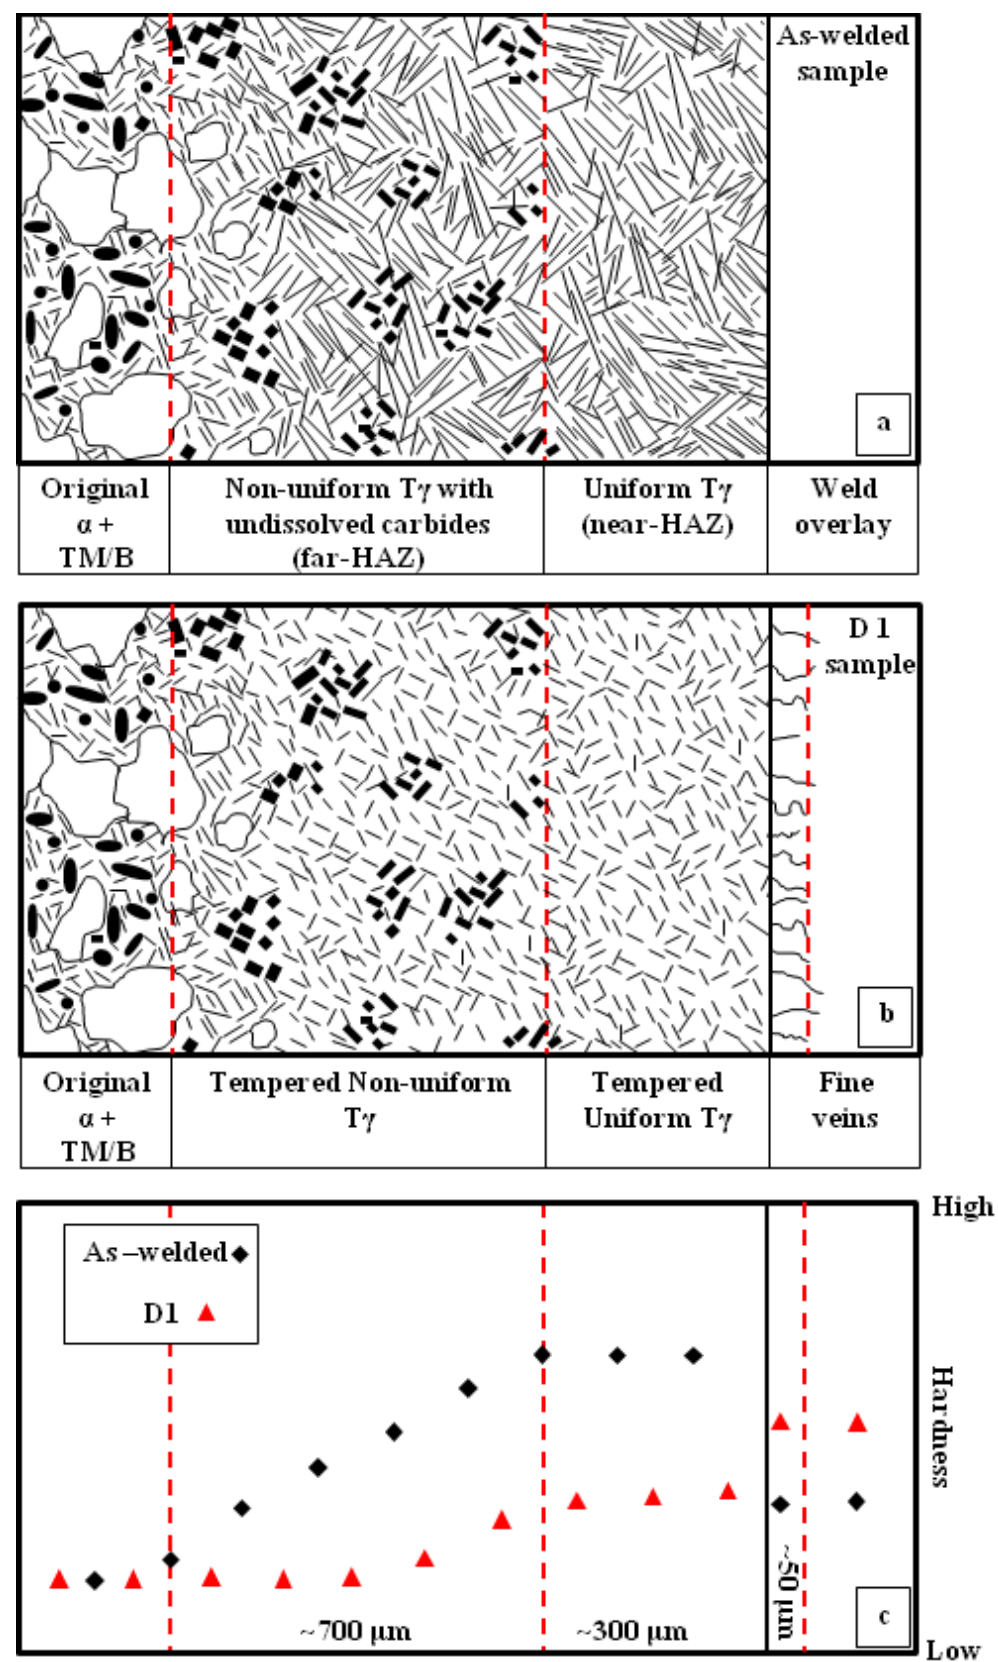 As-welded
sample
a
Original
α +
TM/B
Non-uniform Tγ with
undissolved carbides
(far-HAZ)
Uniform Tγ
(near-HAZ)
Weld
overlay
D 1
sample
b
Original
α +
TM/B
Tempered Non-uniform
Tγ
Tempered
Uniform Tγ
Fine
veins
High
As –welded
D1
Hardness
~700 μm
~300 μm
~50 μm
c
Low